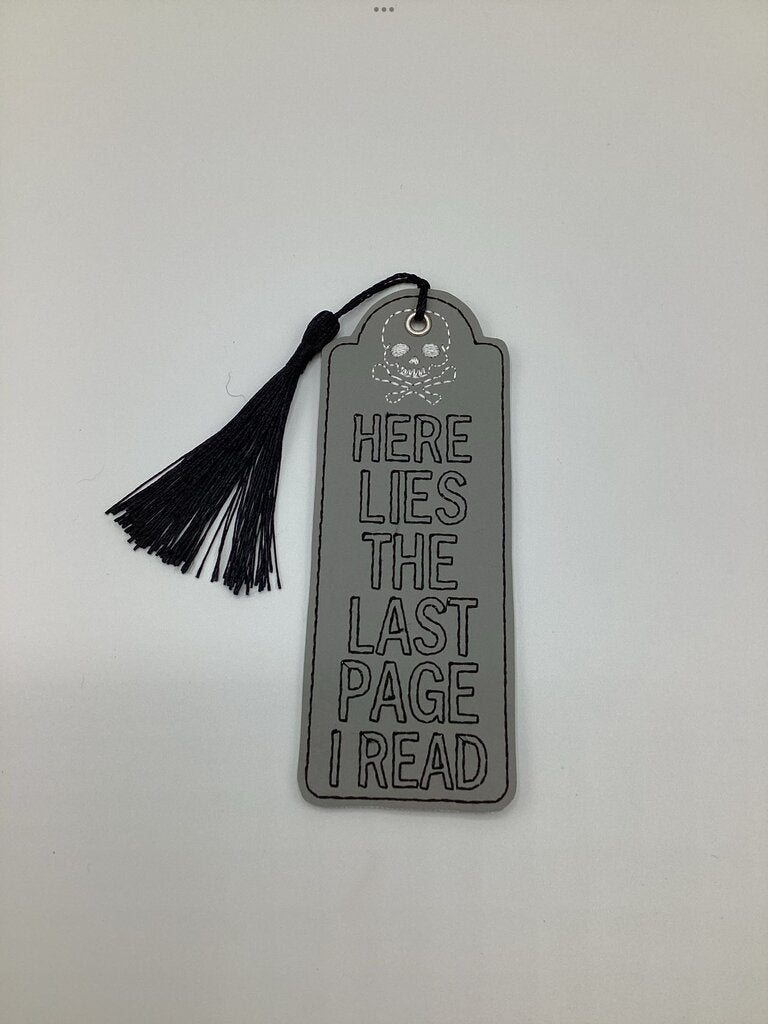 HERE
LIES
THE
LAST
PAGE
I READ